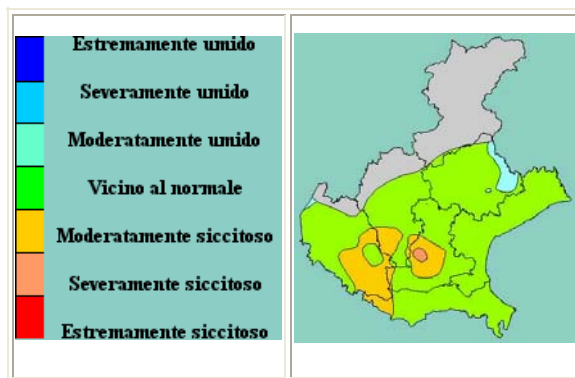 Estremamente umido
Severamente umido
Moderatamente umido
Vicino al normale
Moderatamente siccitoso
Severamente siccitoso
Estremamente siccitoso